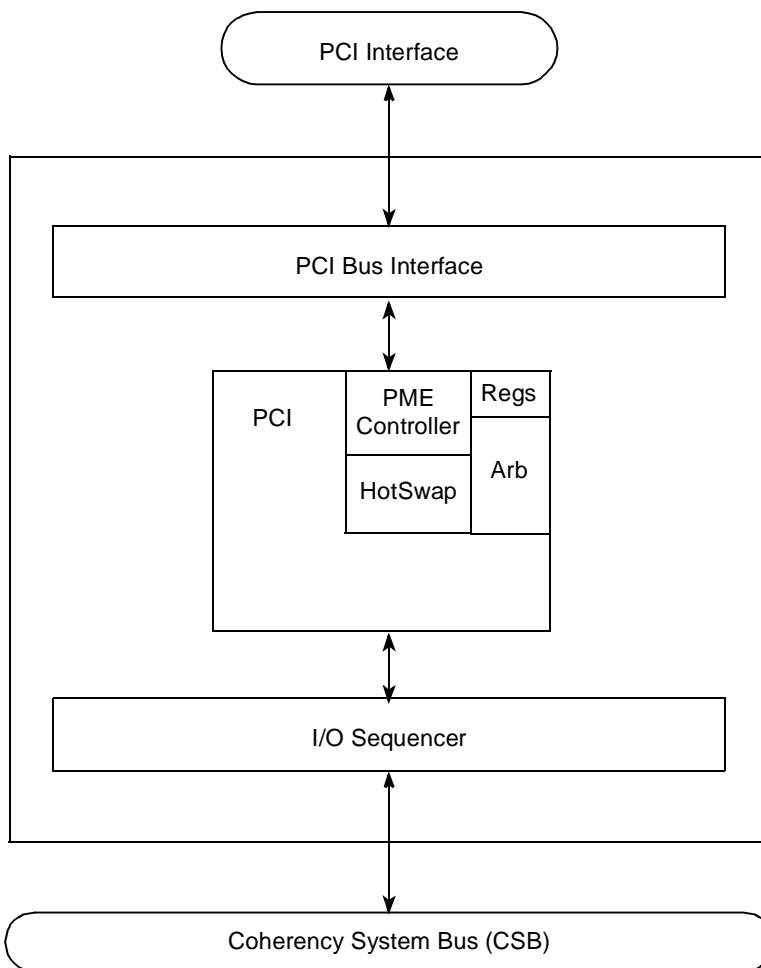 PCI Interface
PCI Bus Interface
PCI
PME
Controller
Regs
HotSwap
Arb
I/O Sequencer
Coherency System Bus (CSB)